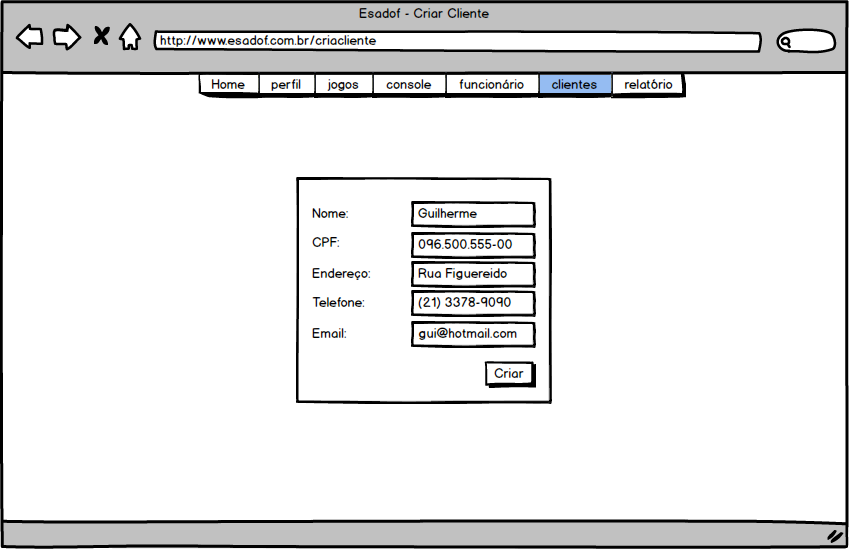 Esadof - Criar Cliente
http://www.esadof.com.br/criacliente
Home perfil jogos console funcionário clientes relatório
Nome: Guilherme
CPF: 096.500.555-00
Endereço: Rua Figuereido
Telefone: (21) 3378-9090
Email: gui@hotmail.com
Criar